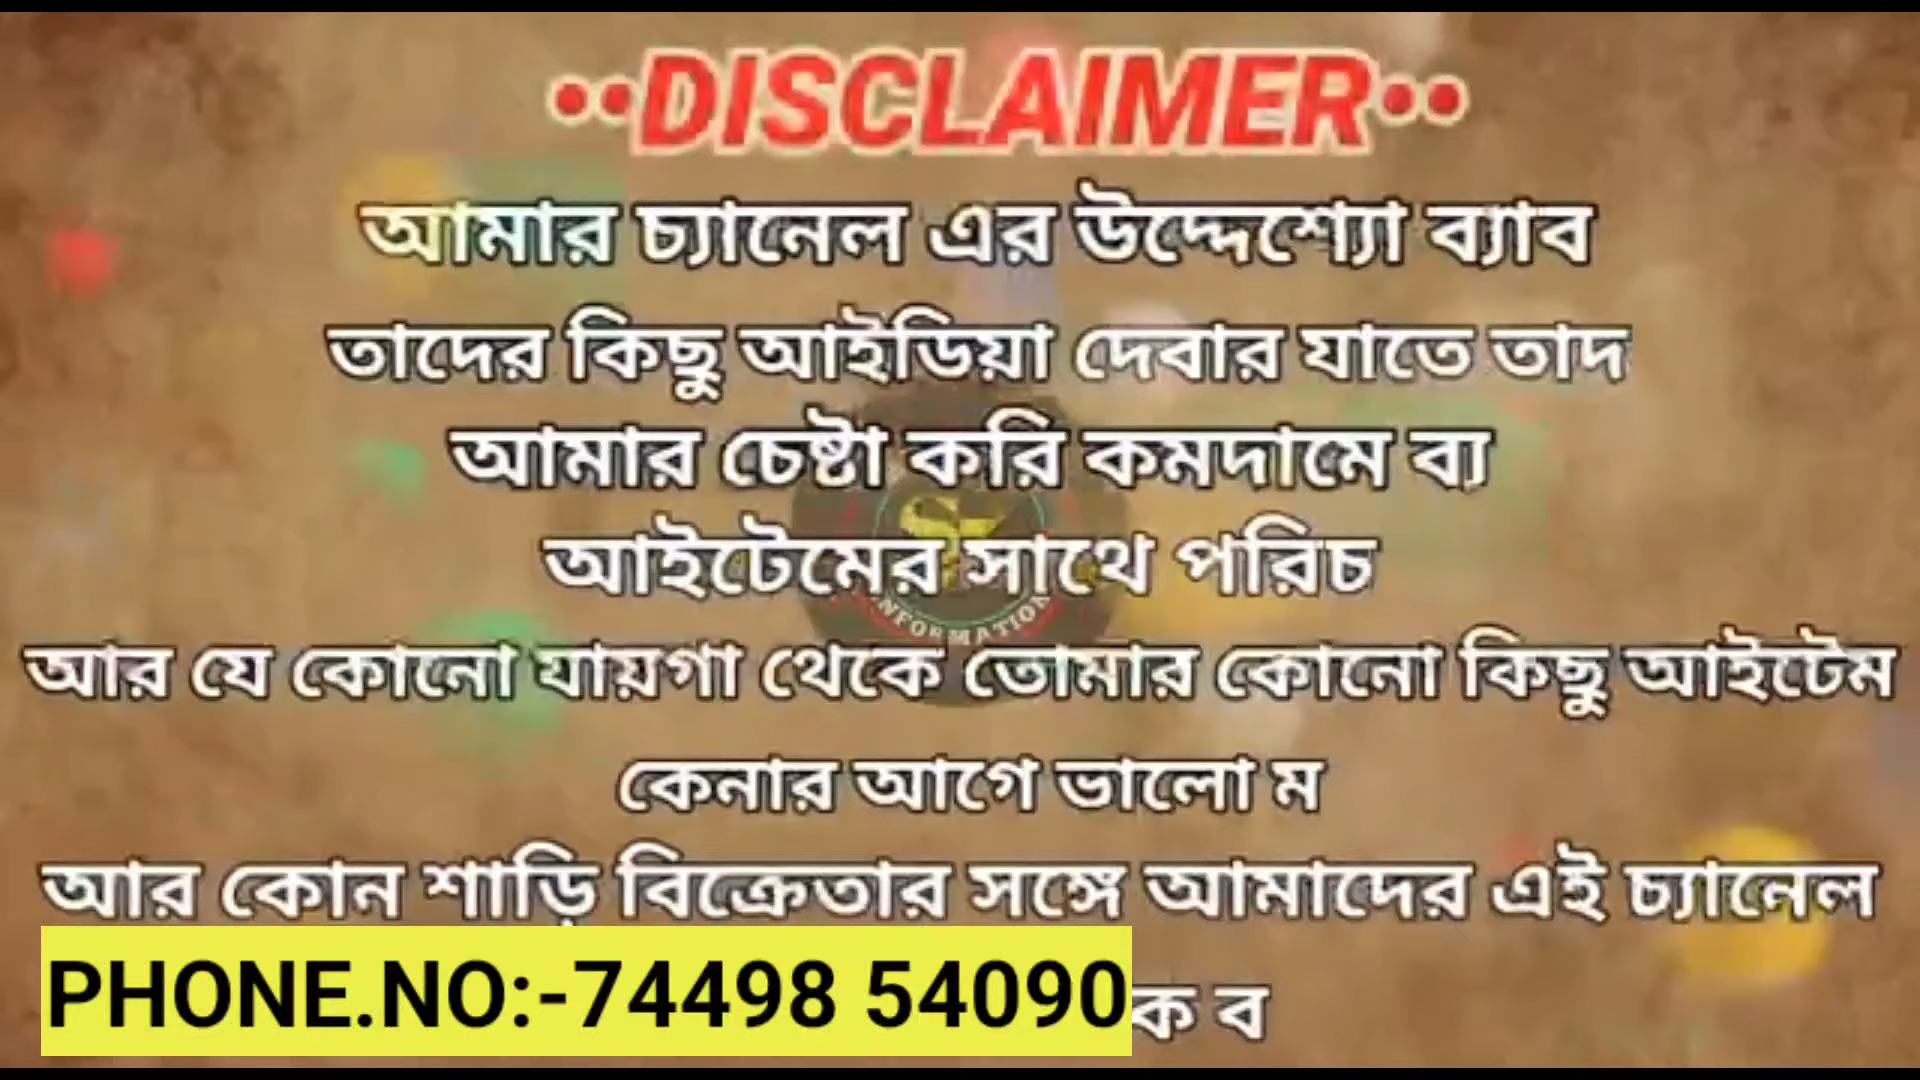 ••DISCLAIMER••
আমার চ্যানেল এর উদ্দেশ্যো ব্যাব
তাদের কিছু আইডিয়া দেবার যাতে তাদ
আমার চেষ্টা করি কমদামে ব্য
আইটেমের সাথে পরিচ
INFORMATION
আর যে কোনো যায়গা থেকে তোমার কোনো কিছু আইটেম
কেনার আগে ভালো ম
আর কোন শাড়ি বিক্রেতার সঙ্গে আমাদের এই চ্যানেল
PHONE.NO:-74498 54090 ক ব